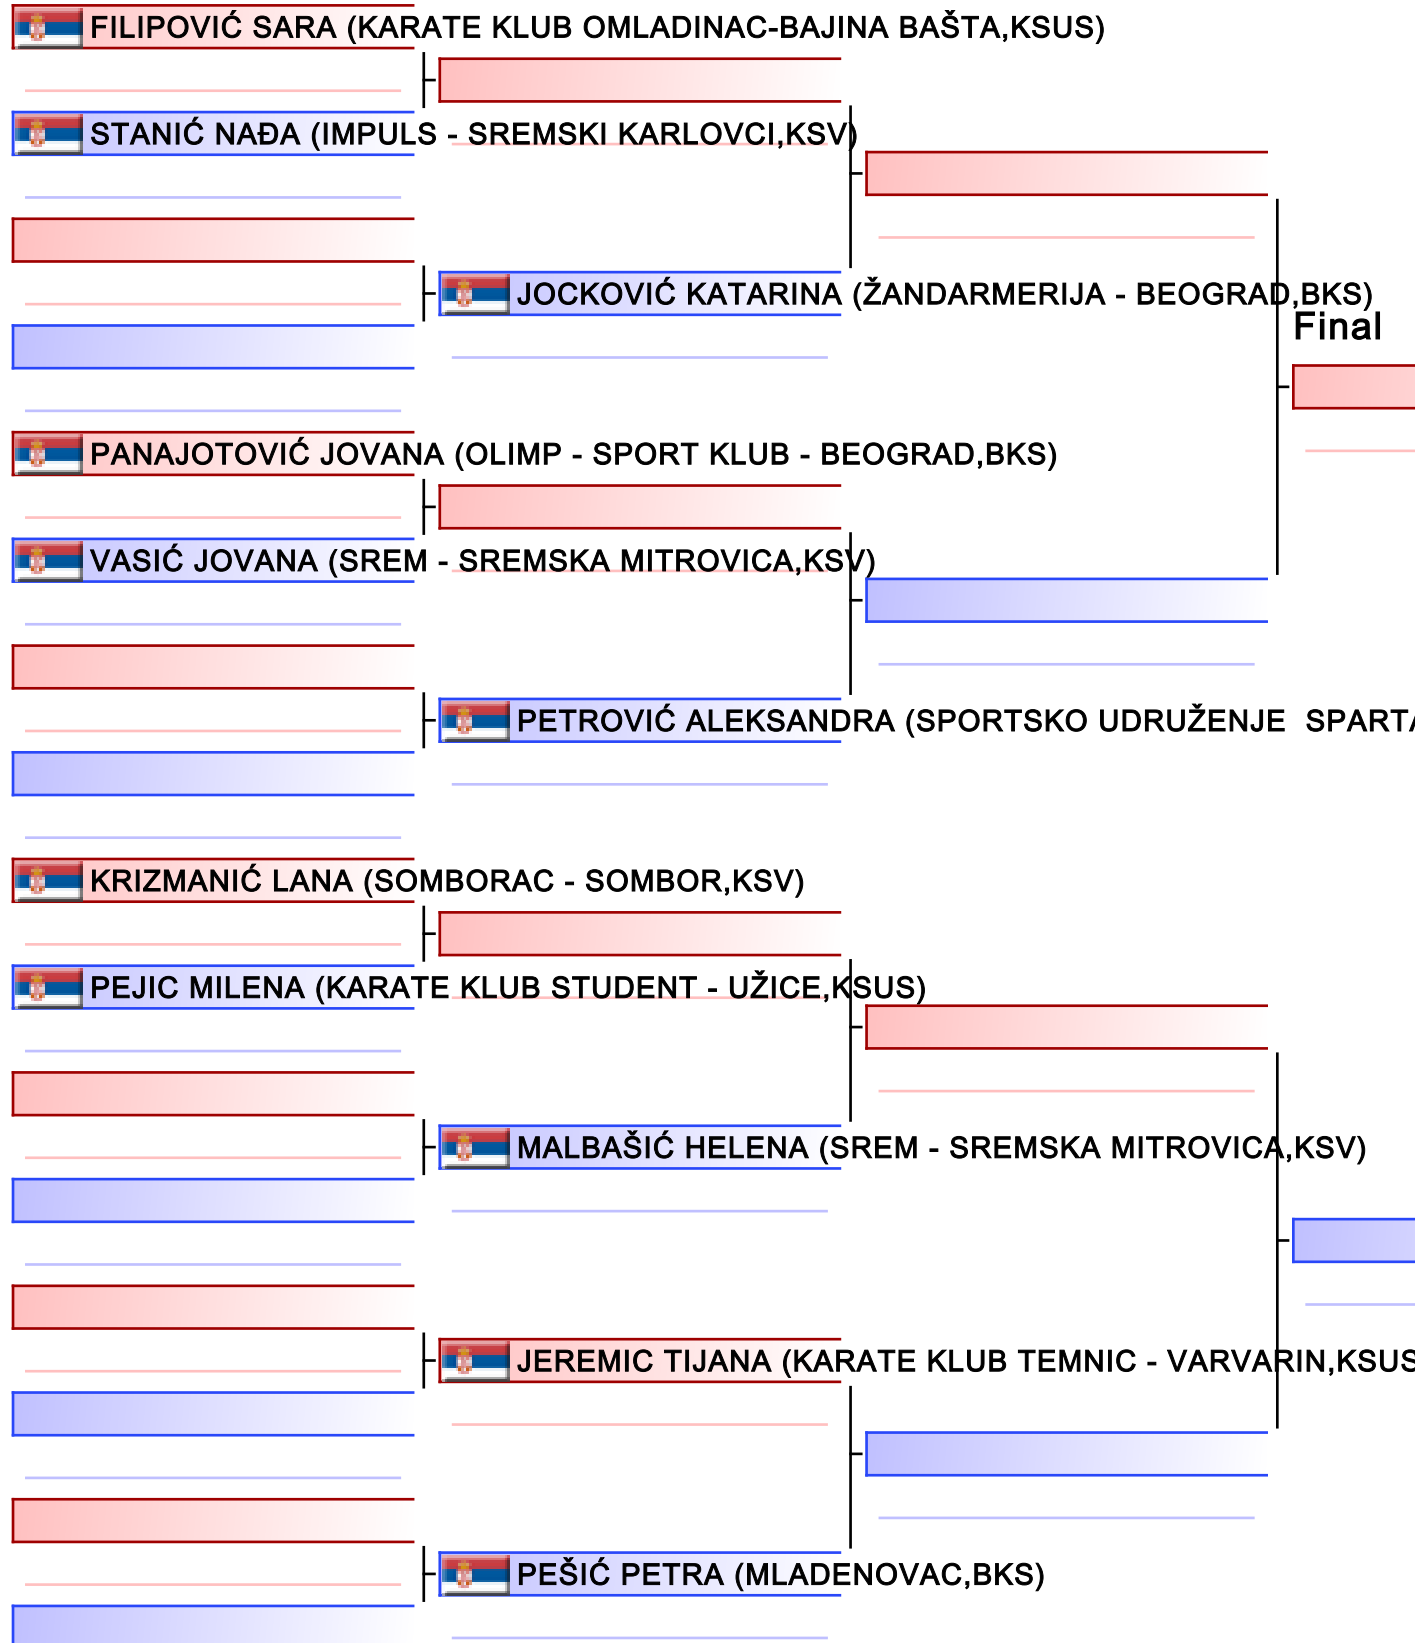 FILIPOVIĆ SARA (KARATE KLUB OMLADINAC-BAJINA BAŠTA,KSUS)
STANIĆ NAĐA (IMPULS - SREMSKI KARLOVCI,KSV)
JOCKOVIĆ KATARINA (ŽANDARMERIJA - BEOGRAD,BKS)
Final
PANAJOTOVIĆ JOVANA (OLIMP - SPORT KLUB - BEOGRAD,BKS)
VASIĆ JOVANA (SREM - SREMSKA MITROVICA,KSV)
PETROVIĆ ALEKSANDRA (SPORTSKO UDRUŽENJE  SPARTA
KRIZMANIĆ LANA (SOMBORAC - SOMBOR,KSV)
PEJIC MILENA (KARATE KLUB STUDENT - UŽICE,KSUS)
MALBAŠIĆ HELENA (SREM - SREMSKA MITROVICA,KSV)
JEREMIC TIJANA (KARATE KLUB TEMNIC - VARVARIN,KSUS
PEŠIĆ PETRA (MLADENOVAC,BKS)